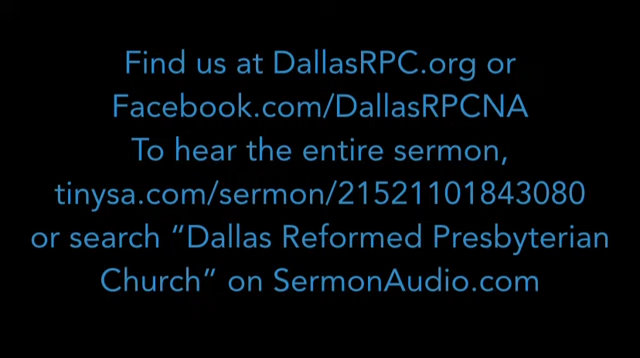 Find us at DallasRPC.org or
Facebook.com/DallasRPCNA
To hear the entire sermon,
tinysa.com/sermon/21521101843080
or search “Dallas Reformed Presbyterian
Church” on SermonAudio.com